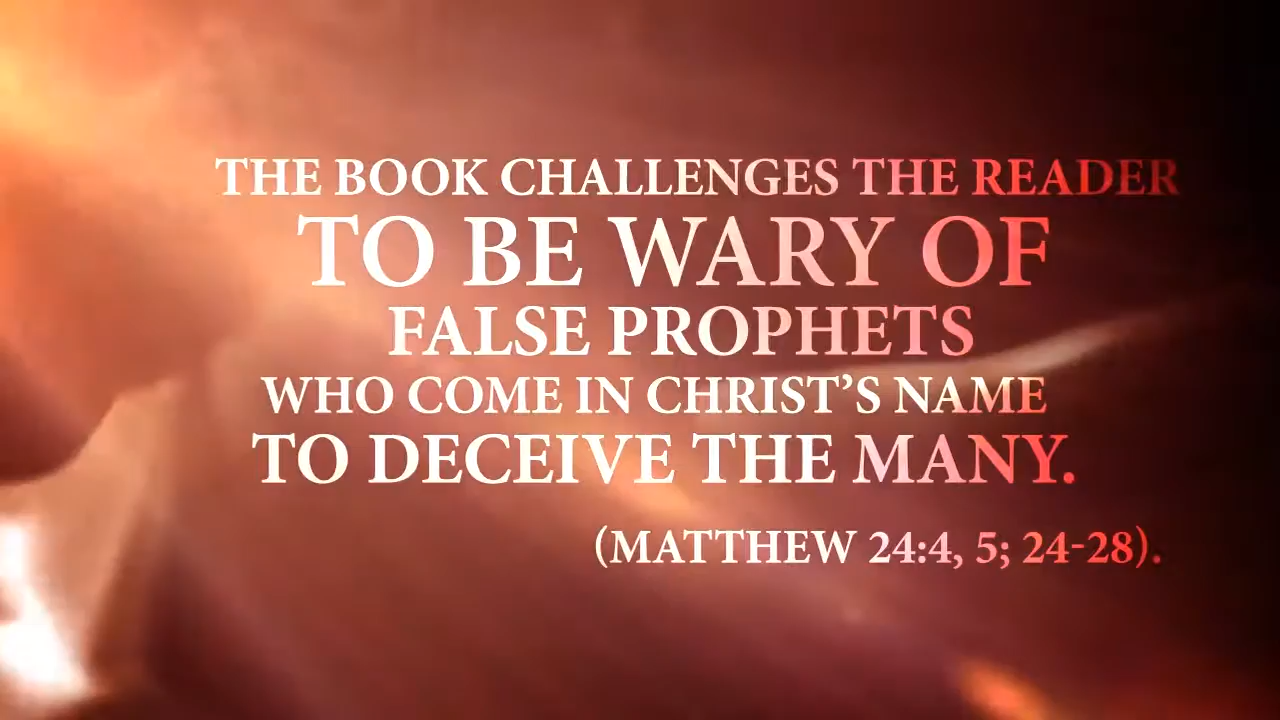 THE BOOK CHALLENGES THE READER
TO BE WARY OF
FALSE PROPHETS
WHO COME IN CHRIST’S NAME
TO DECEIVE THE MANY.
(MATTHEW 24:4, 5; 24-28).